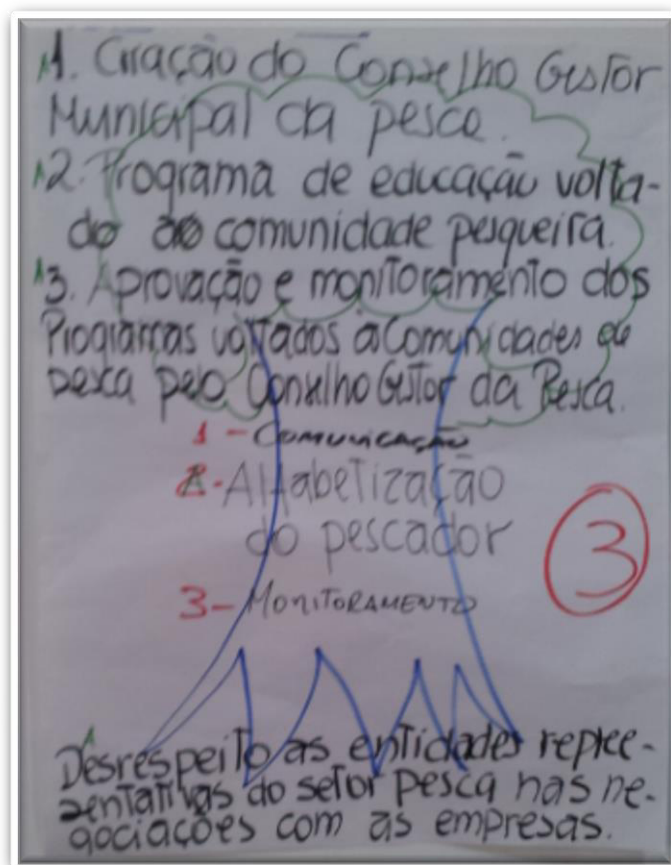 1. Criação do Conselho Gestor
Municipal da pesca.
2. Programa de educação volta-
do ao comunidade pesqueira.
3. Aprovação e monitoramento dos
Programas voltados a Comunidades de
pesca pelo Conselho Gestor da Pesca.
1 - COMUNICAÇÃO
2 - Alfabetização
do pescador
3
3 - MONITORAMENTO
Desrespeito as entidades repree-
sentativas do setor pesca nas ne-
gociações com as empresas.